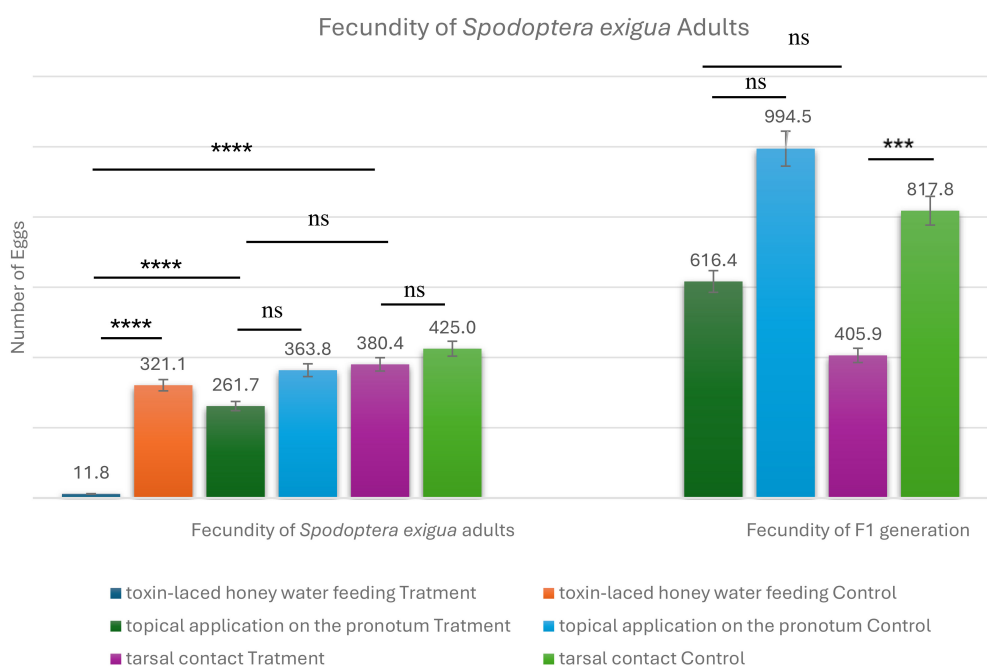 Fecundity of Spodoptera exigua Adults
ns
ns
994.5
****
***
817.8
ns
Number of Eggs
****
616.4
ns
ns
****
425.0
405.9
380.4
363.8
321.1
261.7
11.8
Fecundity of Spodoptera exigua adults
Fecundity of F1 generation
toxin-laced honey water feeding Tratment
toxin-laced honey water feeding Control
topical application on the pronotum Tratment
topical application on the pronotum Control
tarsal contact Tratment
tarsal contact Control